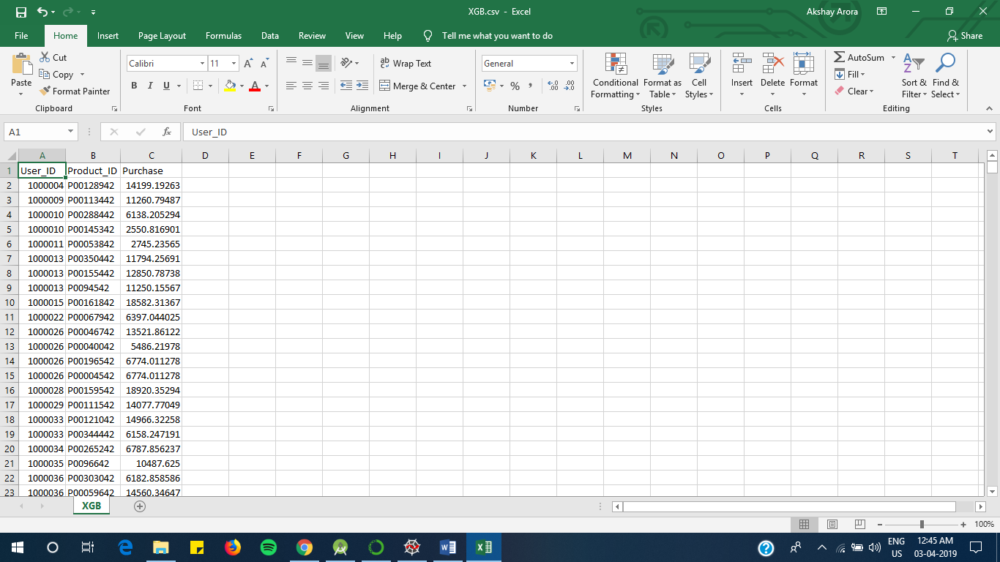 XGB.csv - Excel
Akshay Arora
File Home Insert Page Layout Formulas Data Review View Help Tell me what you want to do Share
Paste
Cut
Copy
Format Painter
Clipboard
Calibri 11 A A
B I U A
Font
ab Wrap Text
Merge & Center
Alignment
General
% , .00 .00
Number
Conditional Formatting
Format as Table
Cell Styles
Styles
Insert Delete Format
Cells
AutoSum
Fill
Clear
Sort & Filter
Find & Select
Editing
A1 fx User_ID
A B C D E F G H I J K L M N O P Q R S T
1 User_ID Product_ID Purchase
2 1000004 P00128942 14199.19263
3 1000009 P00113442 11260.79487
4 1000010 P00288442 6138.205294
5 1000010 P00145342 2550.816901
6 1000011 P00053842 2745.23565
7 1000013 P00350442 11794.25691
8 1000013 P00155442 12850.78738
9 1000013 P0094542 11250.15567
10 1000015 P00161842 18582.31367
11 1000022 P00067942 6397.044025
12 1000026 P00046742 13521.86122
13 1000026 P00040042 5486.21978
14 1000026 P00196542 6774.011278
15 1000026 P00004542 6774.011278
16 1000028 P00159542 18920.35294
17 1000029 P00111542 14077.77049
18 1000033 P00121042 14966.32258
19 1000033 P00344442 6158.247191
20 1000034 P00265242 6787.856237
21 1000035 P0096642 10487.625
22 1000036 P00303042 6182.858586
23 1000036 P00059642 14560.34647
XGB
100%
ENG
US
12:45 AM
03-04-2019